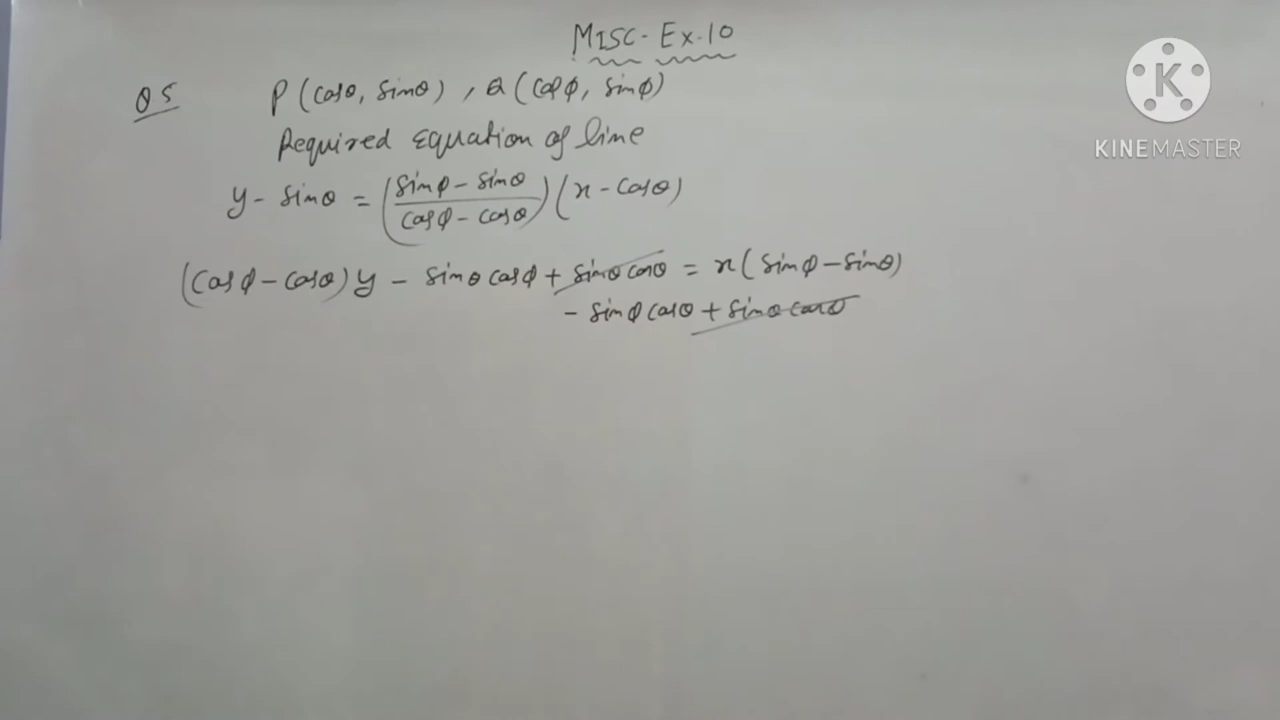 MISC- Ex.10
Q5 P(cosθ, sinθ), Q(cosϕ, sinϕ)
Required Equation of line
y - sinθ = (sinϕ - sinθ / cosϕ - cosθ)(x - cosθ)
(cosϕ - cosθ)y - sinθ cosϕ + sinθ cosθ = x(sinϕ - sinθ)
- sinϕ cosθ + sinθ cosθ
K
KINEMASTER